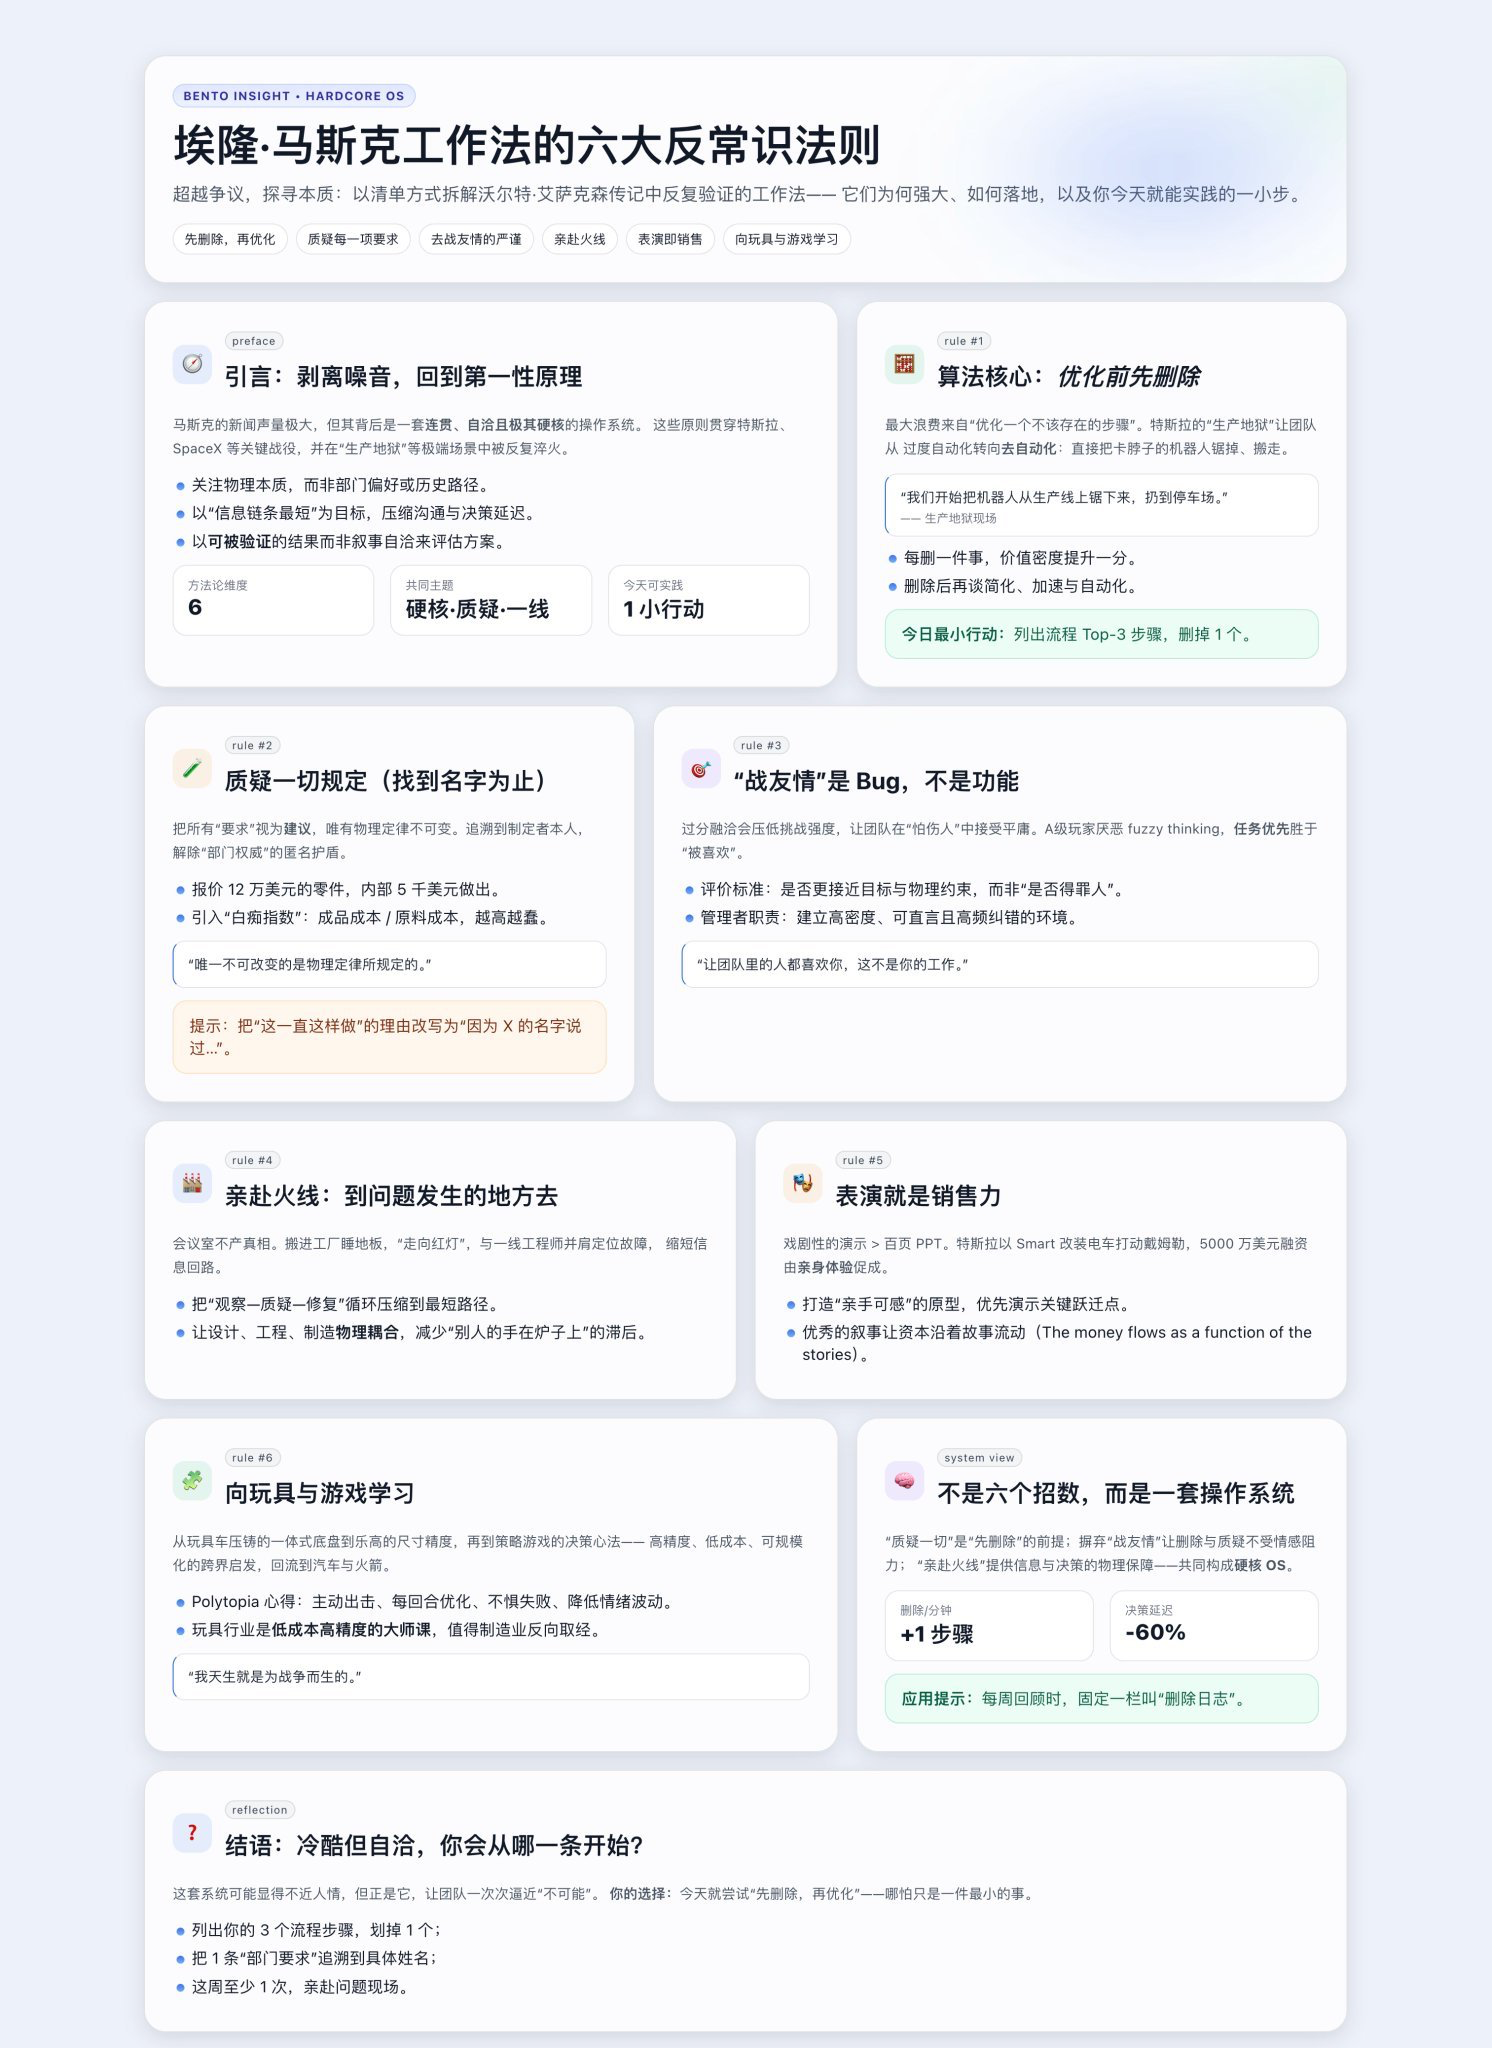 BENTO INSIGHT • HARDCORE OS
埃隆·马斯克工作法的六大反常识法则
超越争议，探寻本质：以清单方式拆解沃尔特·艾萨克森传记中反复验证的工作法—— 它们为何强大、如何落地，以及你今天就能实践的一小步。
先删除，再优化
质疑每一项要求
去战友情的严谨
亲赴火线
表演即销售
向玩具与游戏学习
preface
引言：剥离噪音，回到第一性原理
马斯克的新闻声量极大，但其背后是一套连贯、自洽且极其硬核的操作系统。 这些原则贯穿特斯拉、
SpaceX 等关键战役，并在“生产地狱”等极端场景中被反复淬火。
关注物理本质，而非部门偏好或历史路径。
以“信息链条最短”为目标，压缩沟通与决策延迟。
以可被验证的结果而非叙事自洽来评估方案。
方法论维度
6
共同主题
硬核·质疑·一线
今天可实践
1 小行动
rule #1
算法核心：优化前先删除
最大浪费来自“优化一个不该存在的步骤”。特斯拉的“生产地狱”让团队
从 过度自动化转向去自动化：直接把卡脖子的机器人锯掉、搬走。
“我们开始把机器人从生产线上锯下来，扔到停车场。”
—— 生产地狱现场
每删一件事，价值密度提升一分。
删除后再谈简化、加速与自动化。
今日最小行动：列出流程 Top-3 步骤，删掉 1 个。
rule #2
质疑一切规定（找到名字为止）
把所有“要求”视为建议，唯有物理定律不可变。追溯到制定者本人，
解除“部门权威”的匿名护盾。
报价 12 万美元的零件，内部 5 千美元做出。
引入“白痴指数”：成品成本 / 原料成本，越高越蠢。
“唯一不可改变的是物理定律所规定的。”
提示：把“这一直这样做”的理由改写为“因为 X 的名字说
过…”。
rule #3
“战友情”是 Bug，不是功能
过分融洽会压低挑战强度，让团队在“怕伤人”中接受平庸。A级玩家厌恶 fuzzy thinking，任务优先胜于
“被喜欢”。
评价标准：是否更接近目标与物理约束，而非“是否得罪人”。
管理者职责：建立高密度、可直言且高频纠错的环境。
“让团队里的人都喜欢你，这不是你的工作。”
rule #4
亲赴火线：到问题发生的地方去
会议室不产真相。搬进工厂睡地板，“走向红灯”，与一线工程师并肩定位故障， 缩短信
息回路。
把“观察—质疑—修复”循环压缩到最短路径。
让设计、工程、制造物理耦合，减少“别人的手在炉子上”的滞后。
rule #5
表演就是销售力
戏剧性的演示 > 百页 PPT。特斯拉以 Smart 改装电车打动戴姆勒，5000 万美元融资
由亲身体验促成。
打造“亲手可感”的原型，优先演示关键跃迁点。
优秀的叙事让资本沿着故事流动（The money flows as a function of the
stories）。
rule #6
向玩具与游戏学习
从玩具车压铸的一体式底盘到乐高的尺寸精度，再到策略游戏的决策心法—— 高精度、低成本、可规模
化的跨界启发，回流到汽车与火箭。
Polytopia 心得：主动出击、每回合优化、不惧失败、降低情绪波动。
玩具行业是低成本高精度的大师课，值得制造业反向取经。
“我天生就是为战争而生的。”
system view
不是六个招数，而是一套操作系统
“质疑一切”是“先删除”的前提；摒弃“战友情”让删除与质疑不受情感阻
力； “亲赴火线”提供信息与决策的物理保障——共同构成硬核 OS。
删除/分钟
+1 步骤
决策延迟
-60%
应用提示：每周回顾时，固定一栏叫“删除日志”。
reflection
结语：冷酷但自洽，你会从哪一条开始？
这套系统可能显得不近人情，但正是它，让团队一次次逼近“不可能”。 你的选择：今天就尝试“先删除，再优化”——哪怕只是一件最小的事。
列出你的 3 个流程步骤，划掉 1 个；
把 1 条“部门要求”追溯到具体姓名；
这周至少 1 次，亲赴问题现场。